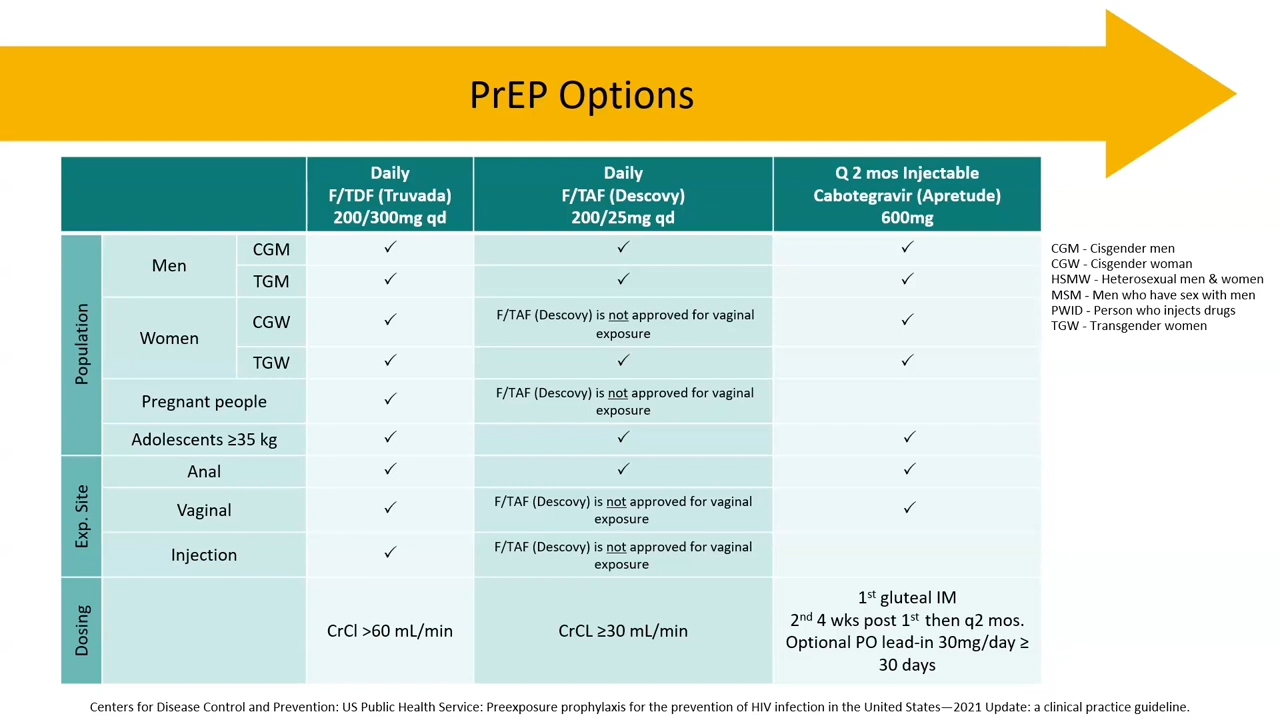 PrEP Options
Daily
F/TDF (Truvada)
200/300mg qd
Daily
F/TAF (Descovy)
200/25mg qd
Q 2 mos Injectable
Cabotegravir (Apretude)
600mg
Population
Men
CGM
✓ ✓ ✓
TGM
✓ ✓ ✓
Women
CGW
✓
F/TAF (Descovy) is not approved for vaginal
exposure
✓
TGW
✓ ✓ ✓
Pregnant people
✓
F/TAF (Descovy) is not approved for vaginal
exposure
Adolescents ≥35 kg
✓ ✓ ✓
Exp. Site
Anal
✓ ✓ ✓
Vaginal
✓
F/TAF (Descovy) is not approved for vaginal
exposure
✓
Injection
✓
F/TAF (Descovy) is not approved for vaginal
exposure
Dosing
CrCl >60 mL/min
CrCL ≥30 mL/min
1st gluteal IM
2nd 4 wks post 1st then q2 mos.
Optional PO lead-in 30mg/day ≥
30 days
CGM - Cisgender men
CGW - Cisgender woman
HSMW - Heterosexual men & women
MSM - Men who have sex with men
PWID - Person who injects drugs
TGW - Transgender women
Centers for Disease Control and Prevention: US Public Health Service: Preexposure prophylaxis for the prevention of HIV infection in the United States—2021 Update: a clinical practice guideline.